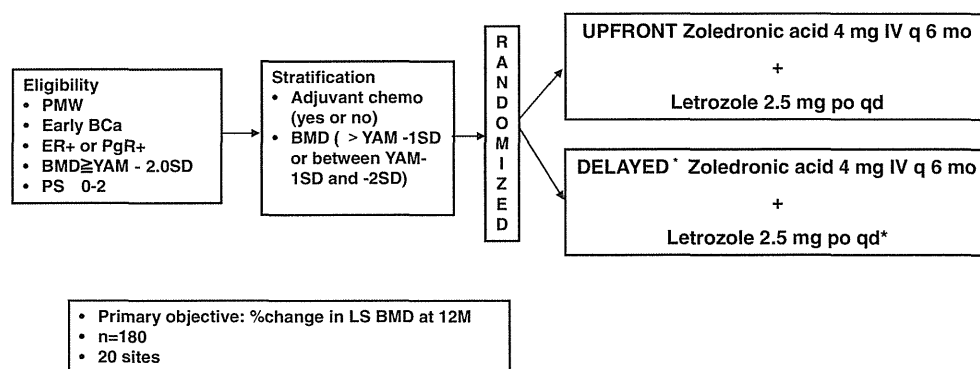 Eligibility
• PMW
• Early BCa
• ER+ or PgR+
• BMD≧YAM - 2.0SD
• PS 0-2
Stratification
• Adjuvant chemo
(yes or no)
• BMD ( > YAM -1SD
or between YAM-
1SD and -2SD)
RANDOMIZED
UPFRONT Zoledronic acid 4 mg IV q 6 mo
+
Letrozole 2.5 mg po qd
DELAYED* Zoledronic acid 4 mg IV q 6 mo
+
Letrozole 2.5 mg po qd*
• Primary objective: %change in LS BMD at 12M
• n=180
• 20 sites